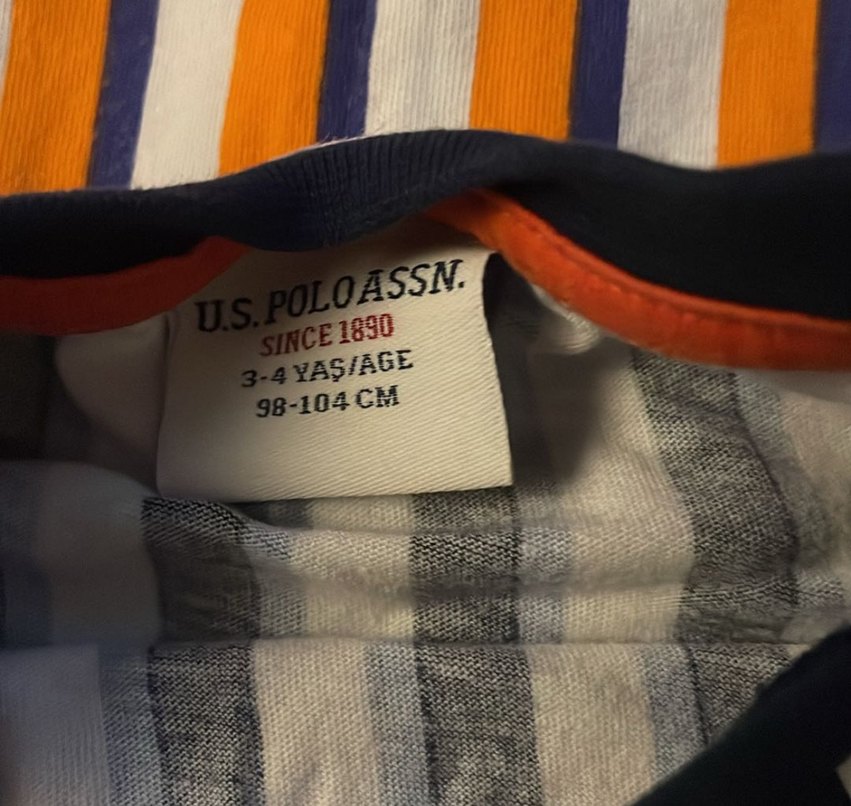 U.S. POLO ASSN.
SINCE 1890
3-4 YAŞ/AGE
98-104 CM